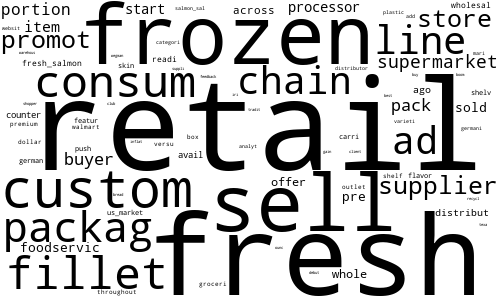 portion start across processor wholesal
websit item salmon_sal plastic add store
promot frozen line mari
warehous categori
fresh_salmon skin readi distributor supermarket
suppli
consum feedback chain buy
ago shelv
shopper club tradit best
counter featur box pack sold
premium walmart carri varieti
dollar push versu retail ad germani
german buyer avail analyt
gain client
bread offer outlet shelf flavor
custom sell pre supplier
us_market recycl
packag distribut
texa
foodservic fresh
fillet debut whole
throughout groceri